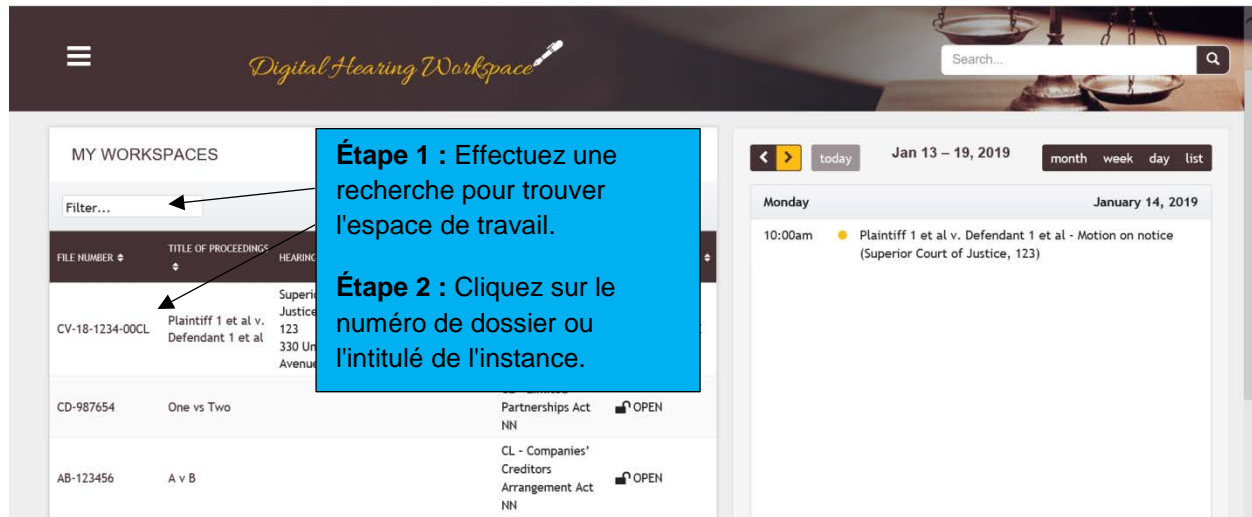 Digital Hearing Workspace
Search...
MY WORKSPACES
Filter...
FILE NUMBER
TITLE OF PROCEEDINGS
CV-18-1234-00CL
Plaintiff 1 et al v.
Defendant 1 et al
123
CD-987654
One vs Two
Partnerships Act
NN
OPEN
AB-123456
A v B
CL - Companies'
Creditors
Arrangement Act
NN
OPEN
Étape 1 : Effectuez une
recherche pour trouver
l'espace de travail.
Étape 2 : Cliquez sur le
numéro de dossier ou
l'intitulé de l'instance.
today
Jan 13 – 19, 2019
month week day list
Monday
January 14, 2019
10:00am
Plaintiff 1 et al v. Defendant 1 et al - Motion on notice
(Superior Court of Justice, 123)